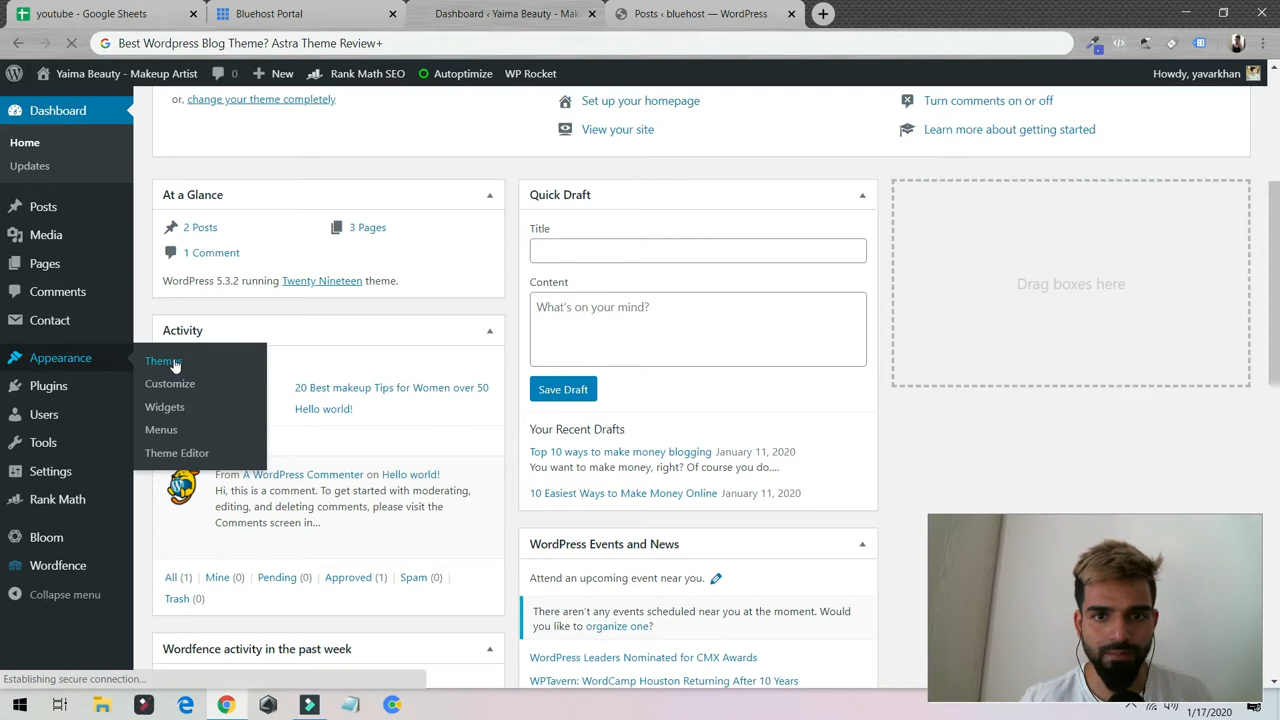 youtube - Google Sheets
Bluehost Portal
Dashboard ‹ Yaima Beauty - Mak
Posts ‹ bluehost — WordPress
Best Wordpress Blog Theme? Astra Theme Review+
Yaima Beauty - Makeup Artist
0
New
Rank Math SEO
Autoptimize
WP Rocket
Howdy, yavarkhan
Dashboard
Home
Updates
Posts
Media
Pages
Comments
Contact
Appearance
Plugins
Users
Tools
Settings
Rank Math
Bloom
Wordfence
Collapse menu
Themes
Customize
Widgets
Menus
Theme Editor
or, change your theme completely
Set up your homepage
View your site
Turn comments on or off
Learn more about getting started
At a Glance
2 Posts
3 Pages
1 Comment
WordPress 5.3.2 running Twenty Nineteen theme.
Activity
20 Best makeup Tips for Women over 50
Hello world!
From A WordPress Commenter on Hello world!
Hi, this is a comment. To get started with moderating,
editing, and deleting comments, please visit the
Comments screen in…
All (1) | Mine (0) | Pending (0) | Approved (1) | Spam (0) |
Trash (0)
Wordfence activity in the past week
Quick Draft
Title
Content
What's on your mind?
Save Draft
Your Recent Drafts
Top 10 ways to make money blogging January 11, 2020
You want to make money, right? Of course you do.…
10 Easiest Ways to Make Money Online January 11, 2020
WordPress Events and News
Attend an upcoming event near you.
There aren't any events scheduled near you at the moment. Would
you like to organize one?
WordPress Leaders Nominated for CMX Awards
WPTavern: WordCamp Houston Returning After 10 Years
Drag boxes here
Establishing secure connection...
1/17/2020